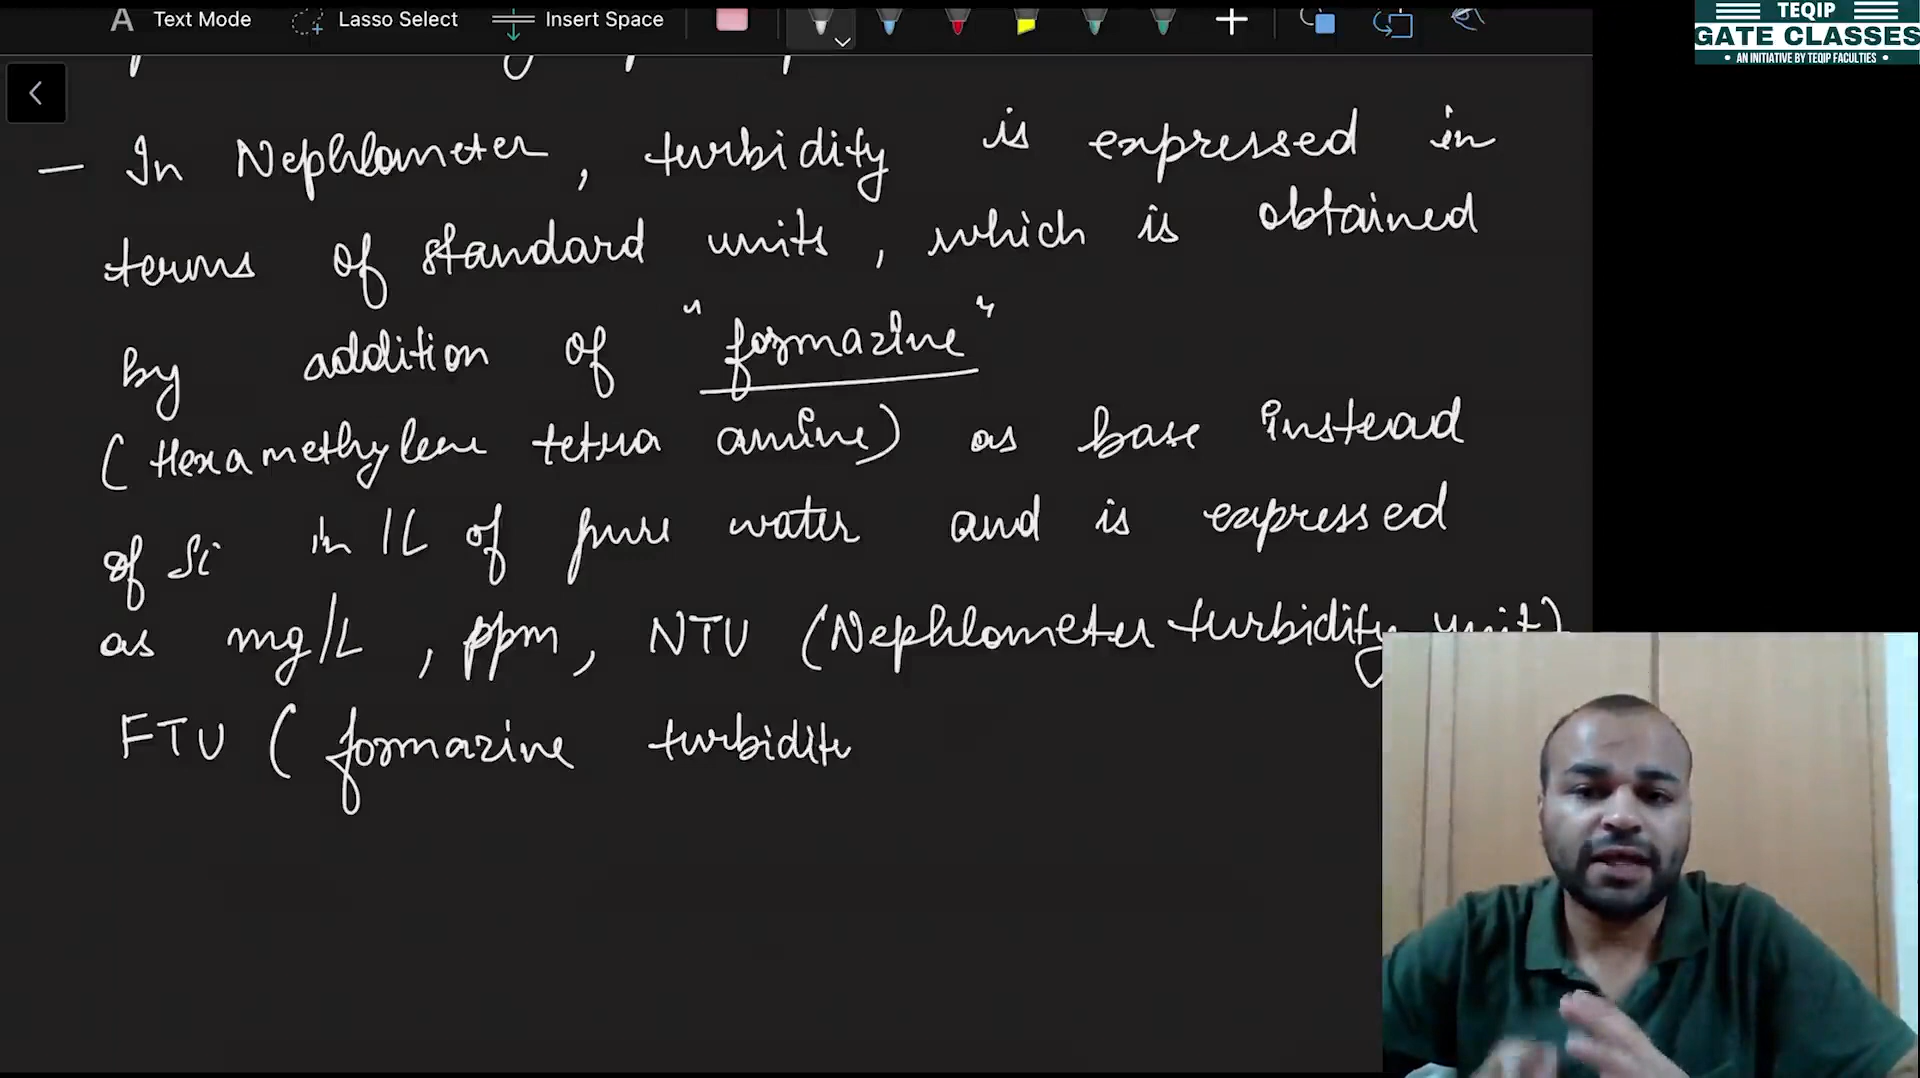 Text Mode Lasso Select Insert Space
TEQIP
GATE CLASSES
• AN INITIATIVE BY TEQIP FACULTIES •
— In Nephlometer, turbidity is expressed in
terms of standard units, which is obtained
by addition of "formazine"
(Hexamethylene tetra amine) as base instead
of Si in 1L of pure water and is expressed
as mg/L, ppm, NTU (Nephlometer turbidity unit)
FTU (formazine turbidite